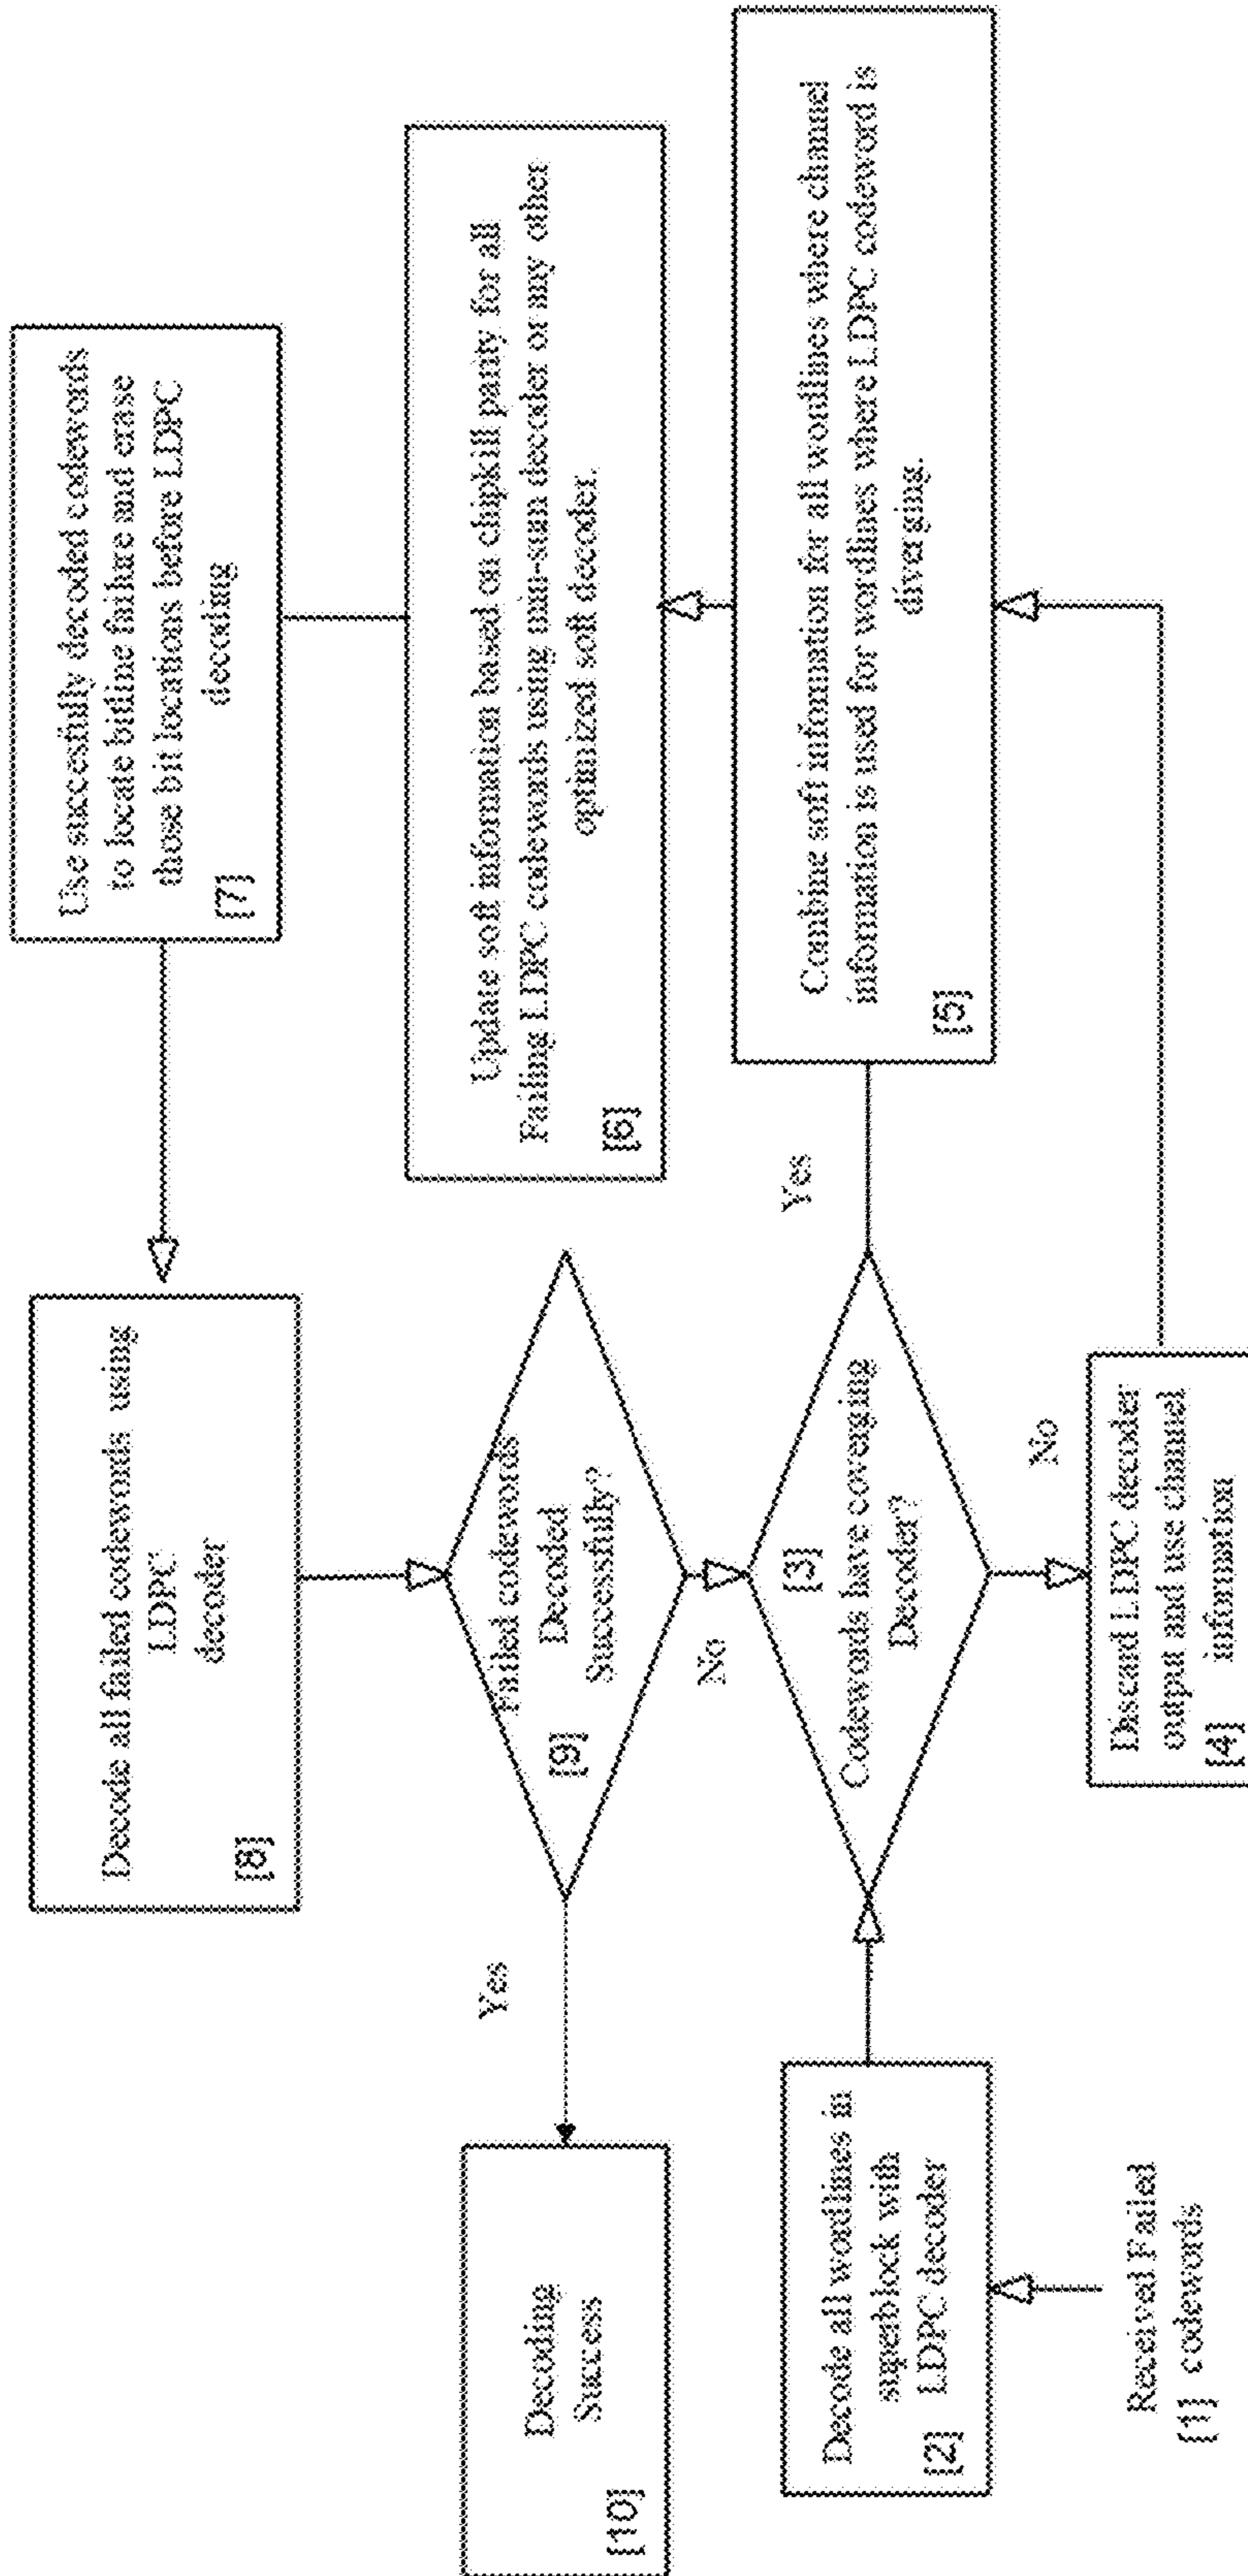 Received Failed
[1] codewords
Decode all wordlines in
superblock with
LDPC decoder
[2]
[3]
Codewords have coverging
Decoder?
Yes
No
Discard LDPC decoder
output and use channel
information
[4]
Combine soft information for all wordlines where channel
information is used for wordlines where LDPC codeword is
diverging.
[5]
Update soft information based on chipkill parity for all
Failing LDPC codewords using min-sum decoder or any other
optimized soft decoder.
[6]
Use succesfully decoded codewords
to locate bitline failure and erase
those bit locations before LDPC
decoding
[7]
Decode all failed codewords using
LDPC
decoder
[8]
Failed codewords
Decoded
Successfully?
[9]
No
Yes
Decoding
Success
[10]